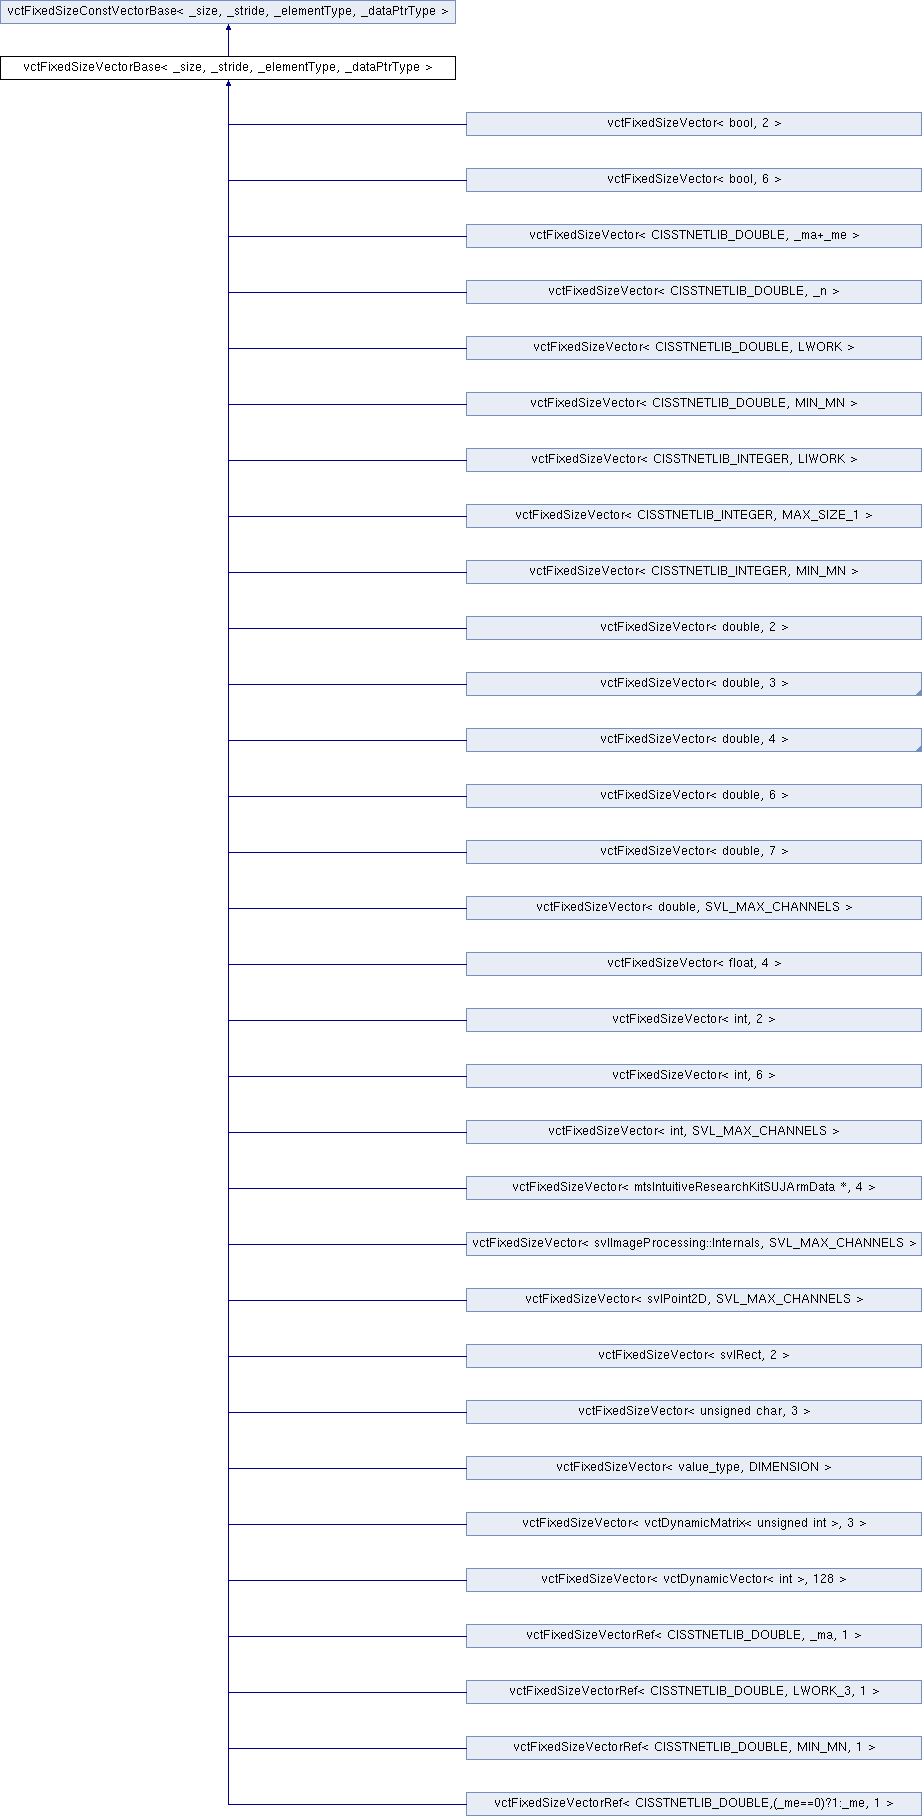 vctFixedSizeConstVectorBase< _size, _stride, _elementType, _dataPtrType >
vctFixedSizeVectorBase< _size, _stride, _elementType, _dataPtrType >
vctFixedSizeVector< bool, 2 >
vctFixedSizeVector< bool, 6 >
vctFixedSizeVector< CISSTNETLIB_DOUBLE, _ma+_me >
vctFixedSizeVector< CISSTNETLIB_DOUBLE, _n >
vctFixedSizeVector< CISSTNETLIB_DOUBLE, LWORK >
vctFixedSizeVector< CISSTNETLIB_DOUBLE, MIN_MN >
vctFixedSizeVector< CISSTNETLIB_INTEGER, LIWORK >
vctFixedSizeVector< CISSTNETLIB_INTEGER, MAX_SIZE_1 >
vctFixedSizeVector< CISSTNETLIB_INTEGER, MIN_MN >
vctFixedSizeVector< double, 2 >
vctFixedSizeVector< double, 3 >
vctFixedSizeVector< double, 4 >
vctFixedSizeVector< double, 6 >
vctFixedSizeVector< double, 7 >
vctFixedSizeVector< double, SVL_MAX_CHANNELS >
vctFixedSizeVector< float, 4 >
vctFixedSizeVector< int, 2 >
vctFixedSizeVector< int, 6 >
vctFixedSizeVector< int, SVL_MAX_CHANNELS >
vctFixedSizeVector< mtsIntuitiveResearchKitSUJArmData *, 4 >
vctFixedSizeVector< svlImageProcessing::Internals, SVL_MAX_CHANNELS >
vctFixedSizeVector< svlPoint2D, SVL_MAX_CHANNELS >
vctFixedSizeVector< svlRect, 2 >
vctFixedSizeVector< unsigned char, 3 >
vctFixedSizeVector< value_type, DIMENSION >
vctFixedSizeVector< vctDynamicMatrix< unsigned int >, 3 >
vctFixedSizeVector< vctDynamicVector< int >, 128 >
vctFixedSizeVectorRef< CISSTNETLIB_DOUBLE, _ma, 1 >
vctFixedSizeVectorRef< CISSTNETLIB_DOUBLE, LWORK_3, 1 >
vctFixedSizeVectorRef< CISSTNETLIB_DOUBLE, MIN_MN, 1 >
vctFixedSizeVectorRef< CISSTNETLIB_DOUBLE,(_me==0)?1:_me, 1 >